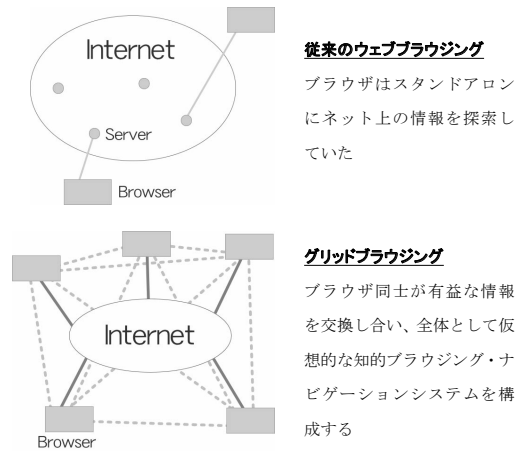 Internet
Server
Browser
従来のウェブブラウジング
ブラウザはスタンドアロン
にネット上の情報を探索し
ていた
Internet
Browser
グリッドブラウジング
ブラウザ同士が有益な情報
を交換し合い、全体として仮
想的な知的ブラウジング・ナ
ビゲーションシステムを構
成する